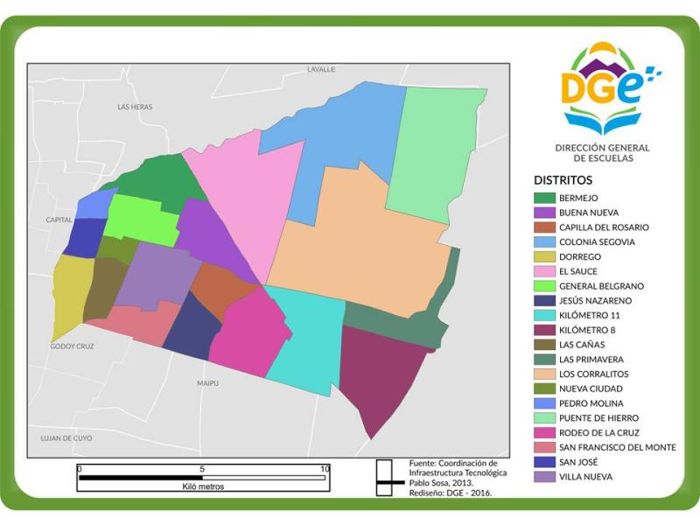 LAVALLE
LAS HERAS
CAPITAL
GODOY CRUZ
MAIPU
LUJAN DE CUYO
DGe
DIRECCIÓN GENERAL
DE ESCUELAS
DISTRITOS
BERMEJO
BUENA NUEVA
CAPILLA DEL ROSARIO
COLONIA SEGOVIA
DORREGO
EL SAUCE
GENERAL BELGRANO
JESÚS NAZARENO
KILÓMETRO 11
KILÓMETRO 8
LAS CAÑAS
LAS PRIMAVERA
LOS CORRALITOS
NUEVA CIUDAD
PEDRO MOLINA
PUENTE DE HIERRO
RODEO DE LA CRUZ
SAN FRANCISCO DEL MONTE
SAN JOSÉ
VILLA NUEVA
0 5 10
Kiló metros
Fuente: Coordinación de
Infraestructura Tecnológica
Pablo Sosa, 2013.
Rediseño: DGE - 2016.